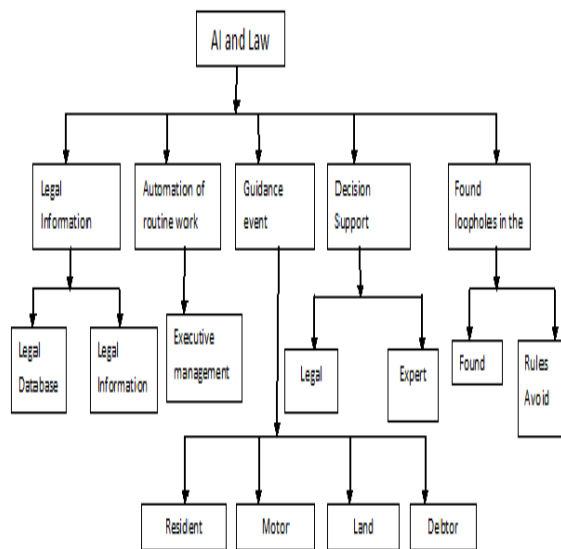 AI and Law
Legal
Information
Automation of
routine work
Guidance
event
Decision
Support
Found
loopholes in the
Legal
Database
Legal
Information
Executive
management
Legal
Expert
Found
Rules
Avoid
Resident
Motor
Land
Debtor